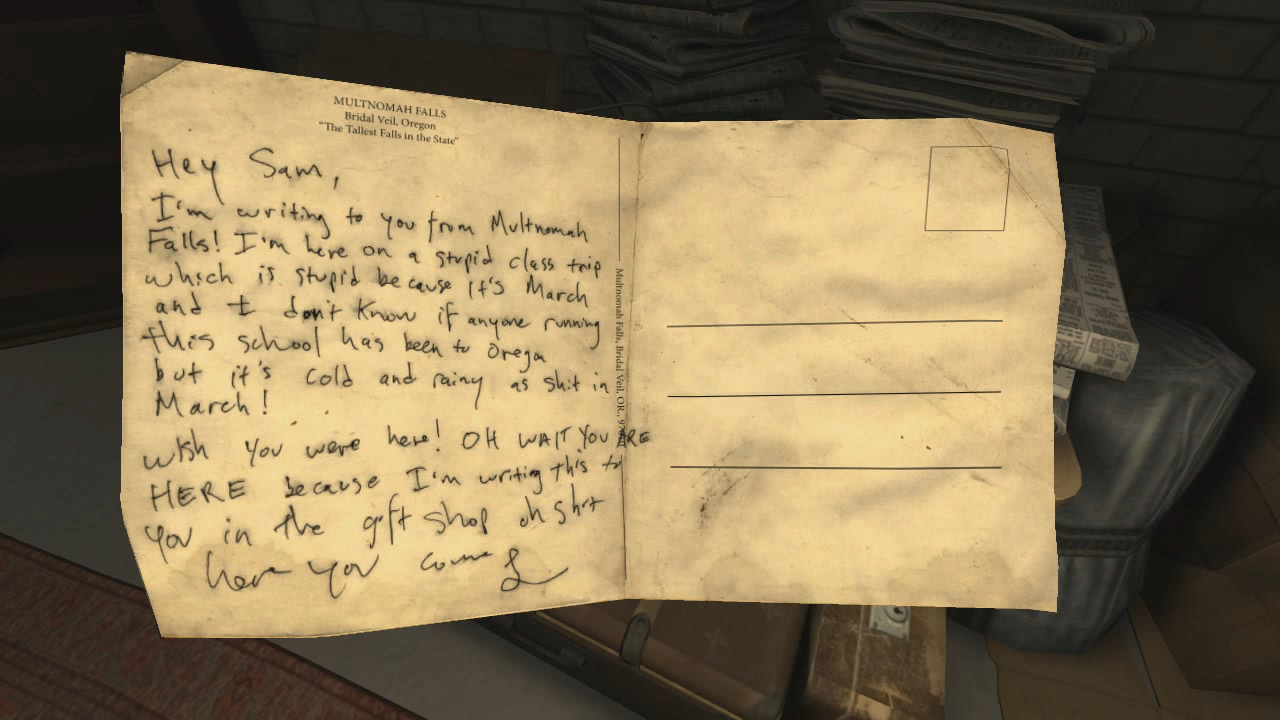 MULTNOMAH FALLS
Bridal Veil, Oregon
"The Tallest Falls in the State"
Hey Sam,
I'm writing to you from Multnomah
Falls! I'm here on a stupid class trip
which is stupid because it's March
and I don't know if anyone running
this school has been to Oregon
but it's cold and rainy as shit in
March!
wish you were here! OH WAIT YOU ARE
HERE because I'm writing this to
you in the gift shop oh shit
here you come L
Multnomah Falls, Bridal Veil, OR.,